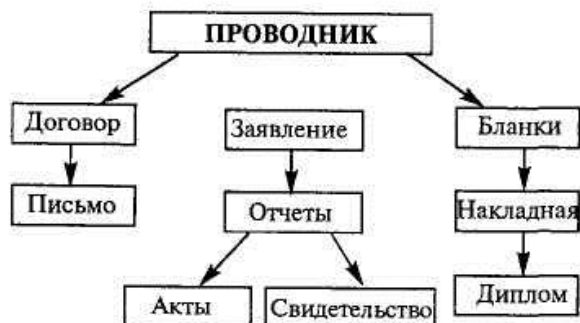 ПРОВОДНИК
Договор
Заявление
Бланки
Письмо
Отчеты
Накладная
Акты
Свидетельство
Диплом